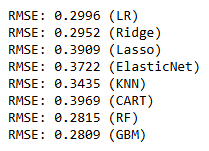 RMSE: 0.2996 (LR)
RMSE: 0.2952 (Ridge)
RMSE: 0.3909 (Lasso)
RMSE: 0.3722 (ElasticNet)
RMSE: 0.3435 (KNN)
RMSE: 0.3969 (CART)
RMSE: 0.2815 (RF)
RMSE: 0.2809 (GBM)